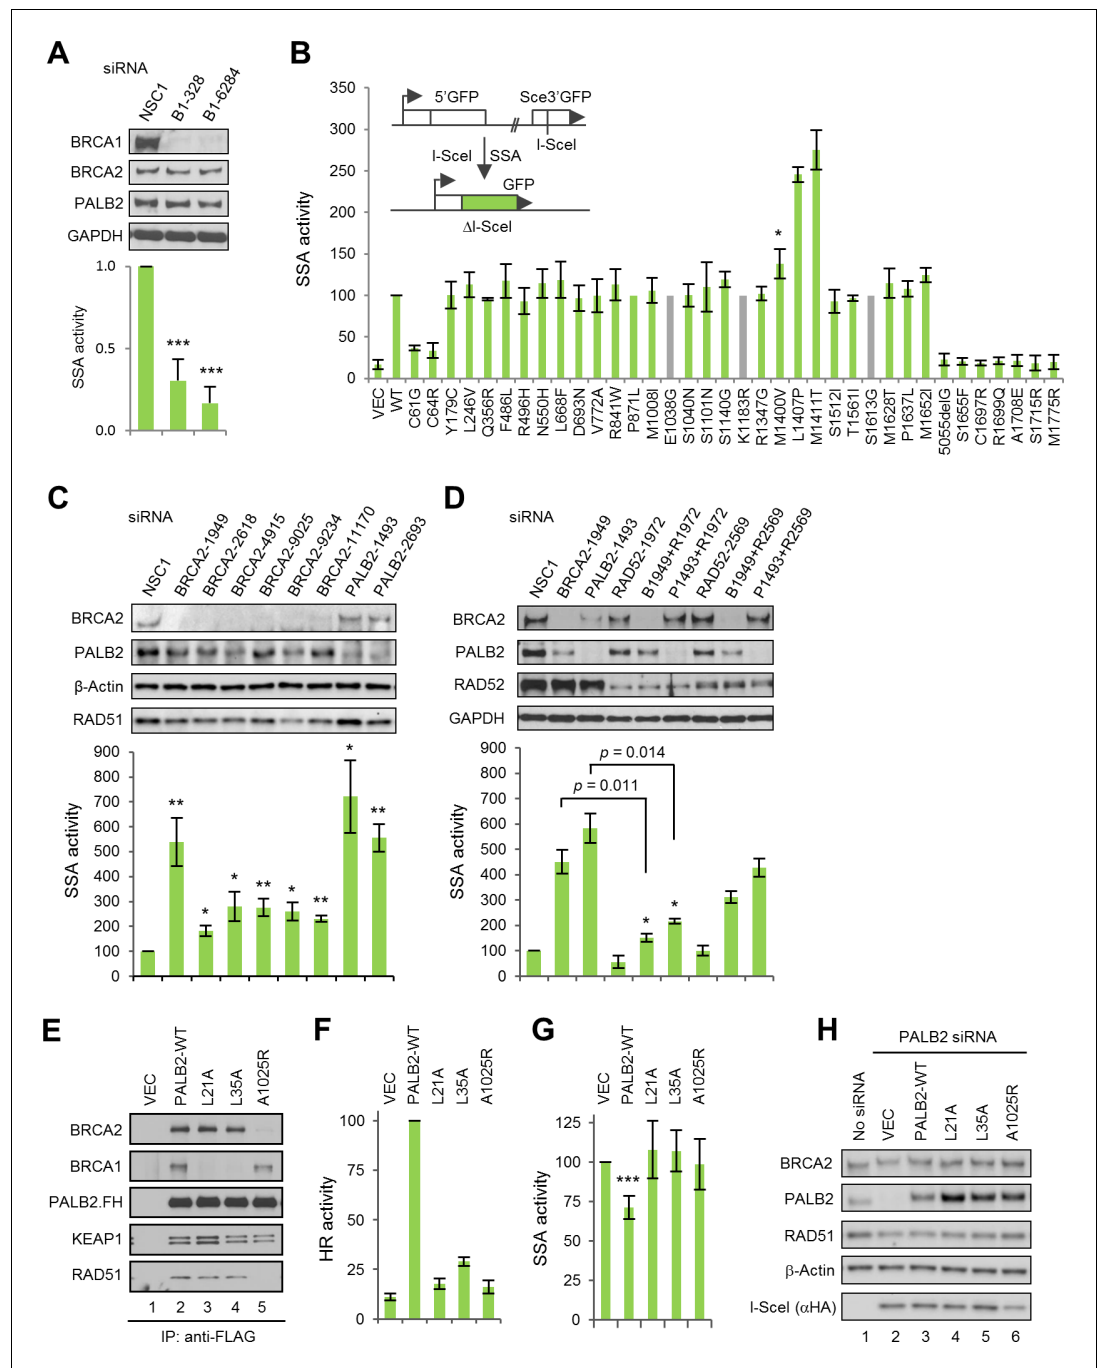 A
siRNA
NSC1
B1-328
B1-6284
BRCA1
BRCA2
PALB2
GAPDH
SSA activity
1.0
0.5
0.0
***
***
B
SSA activity
350
300
250
200
150
100
50
0
5'GFP
Sce3'GFP
I-SceI
I-SceI
SSA
GFP
ΔI-SceI
*
VEC
WT
C61G
C64R
Y179C
L246V
Q356R
F486L
R496H
N550H
L668F
D693N
V772A
R841W
P871L
M1008I
E1038G
S1040N
S1101N
S1140G
K1183R
R1347G
M1400V
L1407P
M1411T
S1512I
T1561I
S1613G
M1628T
P1637L
M1652I
5055delG
S1655F
C1697R
R1699Q
A1708E
S1715R
M1775R
C
siRNA
NSC1
BRCA2-1949
BRCA2-2618
BRCA2-4915
BRCA2-9025
BRCA2-9234
BRCA2-11170
PALB2-1493
PALB2-2693
BRCA2
PALB2
β-Actin
RAD51
SSA activity
900
800
700
600
500
400
300
200
100
0
**
*
*
**
*
**
*
**
D
siRNA
NSC1
BRCA2-1949
PALB2-1493
RAD52-1972
B1949+R1972
P1493+R1972
RAD52-2569
B1949+R2569
P1493+R2569
BRCA2
PALB2
RAD52
GAPDH
SSA activity
900
800
700
600
500
400
300
200
100
0
p = 0.014
p = 0.011
*
*
E
VEC
PALB2-WT
L21A
L35A
A1025R
BRCA2
BRCA1
PALB2.FH
KEAP1
RAD51
1 2 3 4 5
IP: anti-FLAG
F
VEC
PALB2-WT
L21A
L35A
A1025R
HR activity
100
75
50
25
0
G
VEC
PALB2-WT
L21A
L35A
A1025R
SSA activity
125
100
75
50
25
0
***
H
PALB2 siRNA
No siRNA
VEC
PALB2-WT
L21A
L35A
A1025R
BRCA2
PALB2
RAD51
β-Actin
I-SceI (αHA)
1 2 3 4 5 6